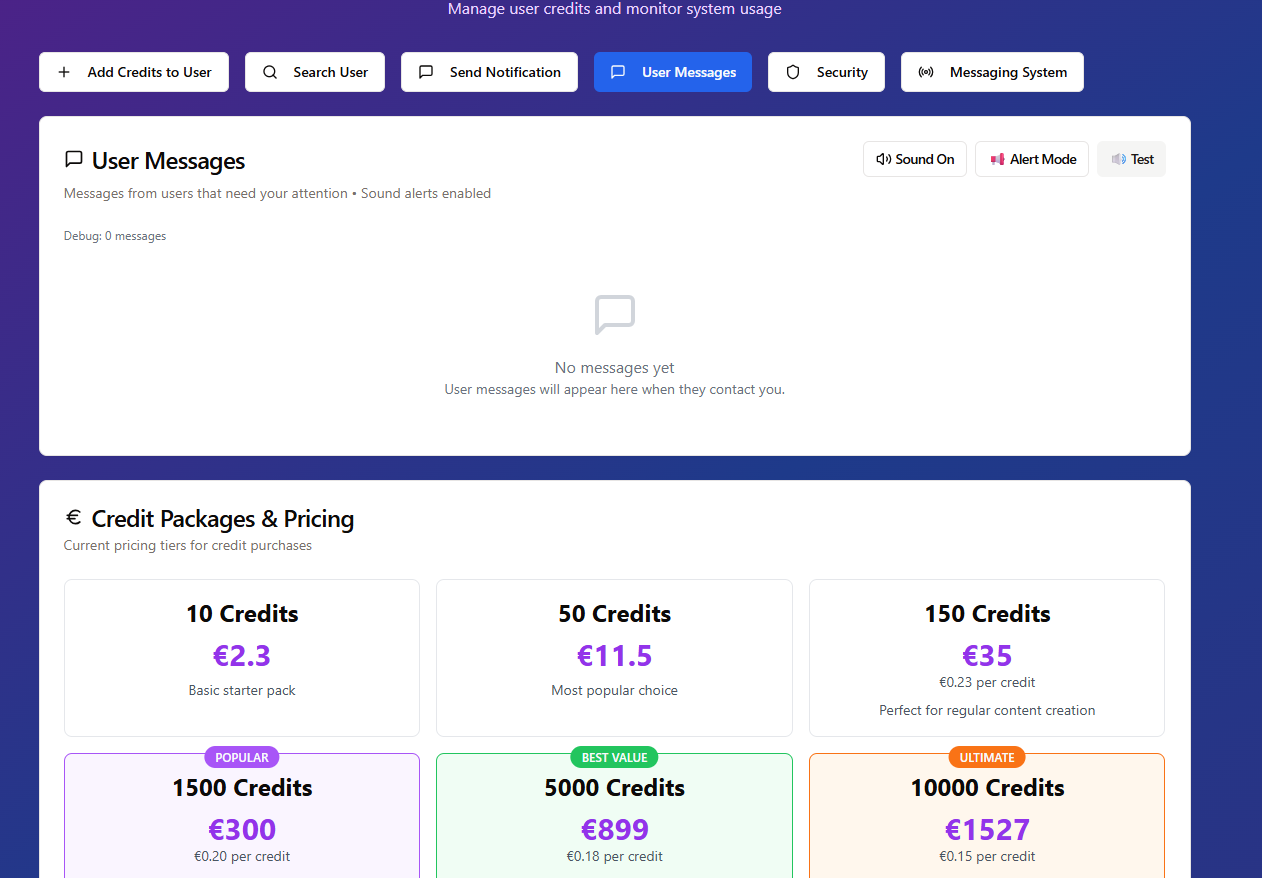 Manage user credits and monitor system usage
Add Credits to User
Search User
Send Notification
User Messages
Security
Messaging System
User Messages
Sound On
Alert Mode
Test
Messages from users that need your attention • Sound alerts enabled
Debug: 0 messages
No messages yet
User messages will appear here when they contact you.
€ Credit Packages & Pricing
Current pricing tiers for credit purchases
10 Credits
€2.3
Basic starter pack
50 Credits
€11.5
Most popular choice
150 Credits
€35
€0.23 per credit
Perfect for regular content creation
POPULAR
1500 Credits
€300
€0.20 per credit
BEST VALUE
5000 Credits
€899
€0.18 per credit
ULTIMATE
10000 Credits
€1527
€0.15 per credit